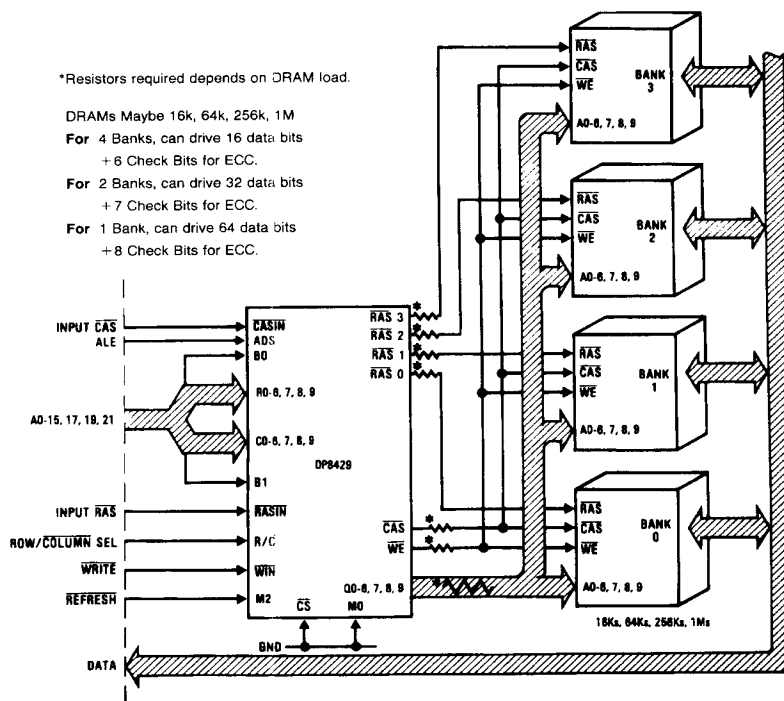 *Resistors required depends on DRAM load.
DRAMs Maybe 16k, 64k, 256k, 1M
For 4 Banks, can drive 16 data bits
+6 Check Bits for ECC.
For 2 Banks, can drive 32 data bits
+7 Check Bits for ECC.
For 1 Bank, can drive 64 data bits
+8 Check Bits for ECC.
RAS
CAS
WE
A0-6, 7, 8, 9
BANK
3
RAS
CAS
WE
A0-6, 7, 8, 9
BANK
2
RAS
CAS
WE
A0-6, 7, 8, 9
BANK
1
RAS
CAS
WE
A0-6, 7, 8, 9
BANK
0
16Ks, 64Ks, 256Ks, 1Ms
INPUT CAS
ALE
A0-15, 17, 19, 21
INPUT RAS
ROW/COLUMN SEL
WRITE
REFRESH
DATA
CASIN
ADS
B0
R0-6, 7, 8, 9
C0-6, 7, 8, 9
DP8429
B1
RASIN
R/C
WIN
M2
CS
M0
GND
RAS 3
*
RAS 2
*
RAS 1
*
RAS 0
*
CAS
*
WE
*
Q0-6, 7, 8, 9
*